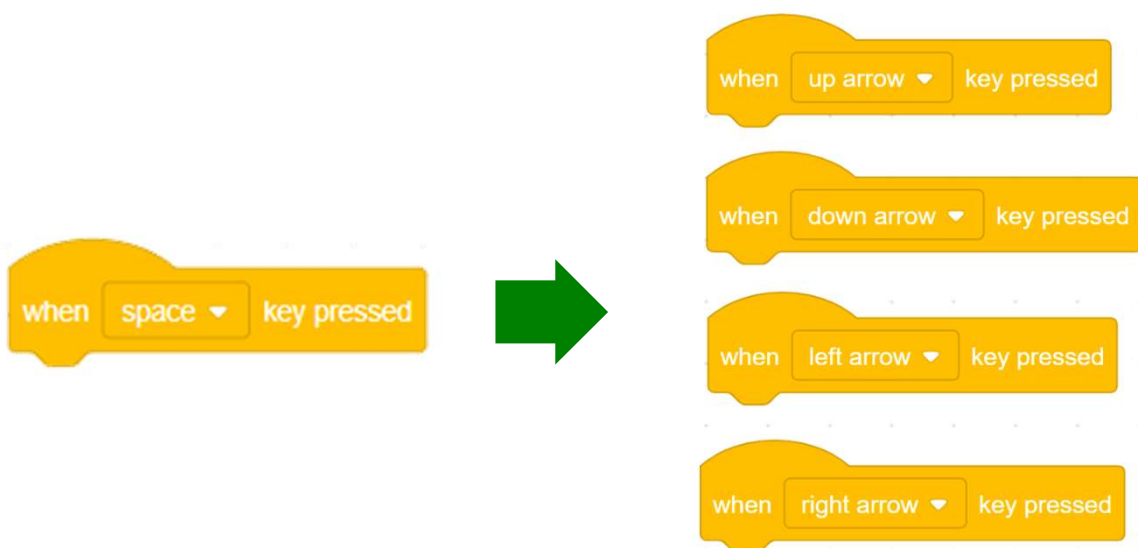 when space key pressed
when up arrow key pressed
when down arrow key pressed
when left arrow key pressed
when right arrow key pressed